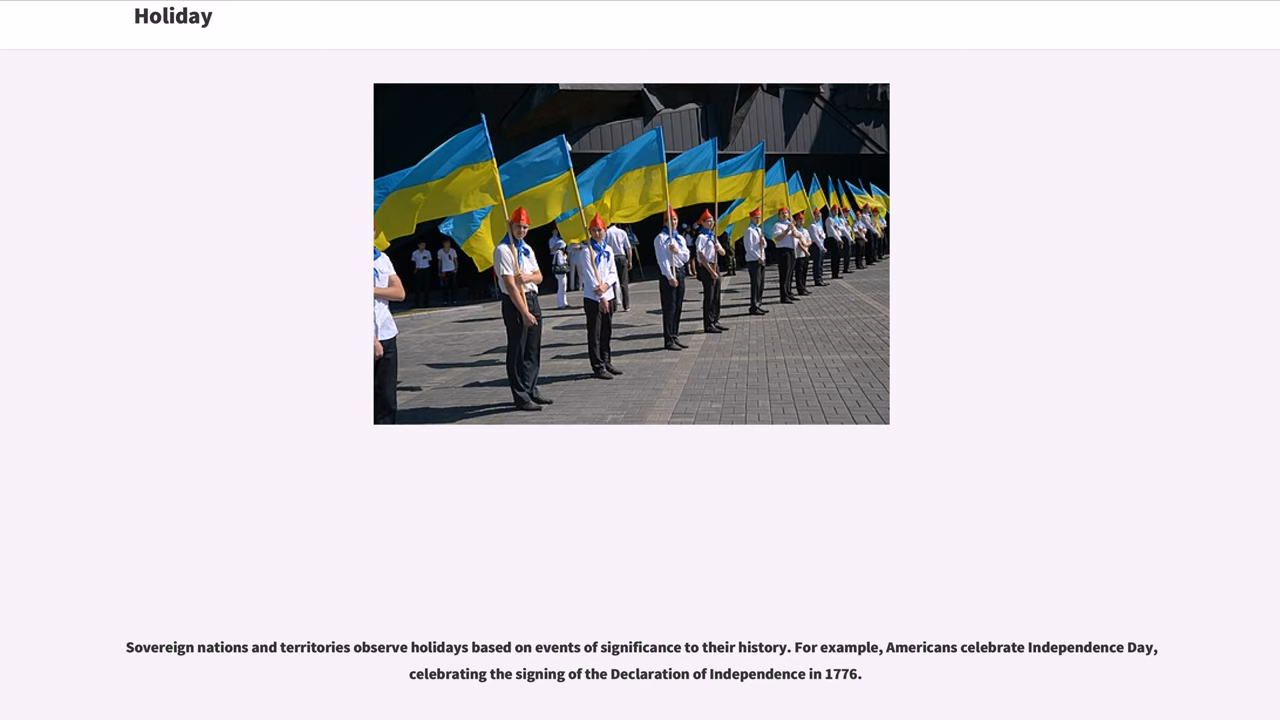 Holiday
Sovereign nations and territories observe holidays based on events of significance to their history. For example, Americans celebrate Independence Day,
celebrating the signing of the Declaration of Independence in 1776.